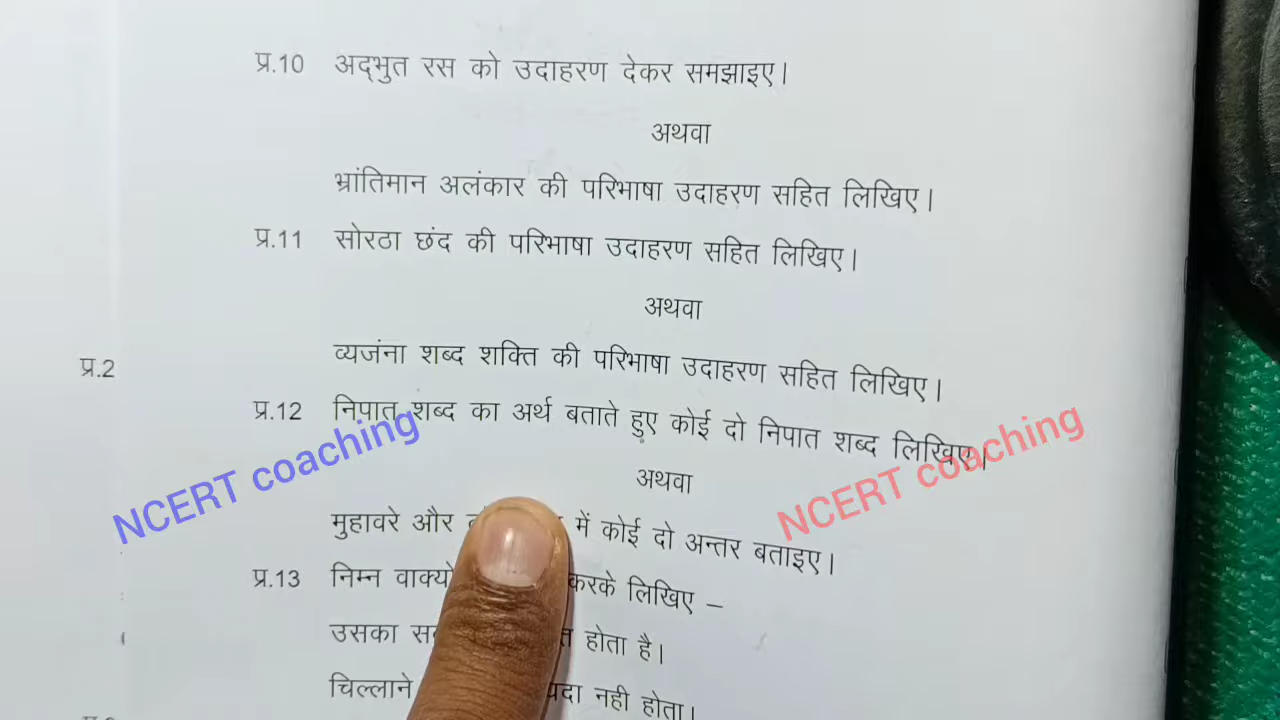 प्र.10 अद्भुत रस को उदाहरण देकर समझाइए।
अथवा
भ्रांतिमान अलंकार की परिभाषा उदाहरण सहित लिखिए।
प्र.11 सोरठा छंद की परिभाषा उदाहरण सहित लिखिए।
अथवा
व्यजंना शब्द शक्ति की परिभाषा उदाहरण सहित लिखिए।
प्र.2
प्र.12 निपात शब्द का अर्थ बताते हुए कोई दो निपात शब्द लिखिए।
NCERT coaching
NCERT coaching
अथवा
मुहावरे और में कोई दो अन्तर बताइए।
प्र.13 निम्न करके लिखिए –
उसका होता है।
चिल्लाने नही होता।